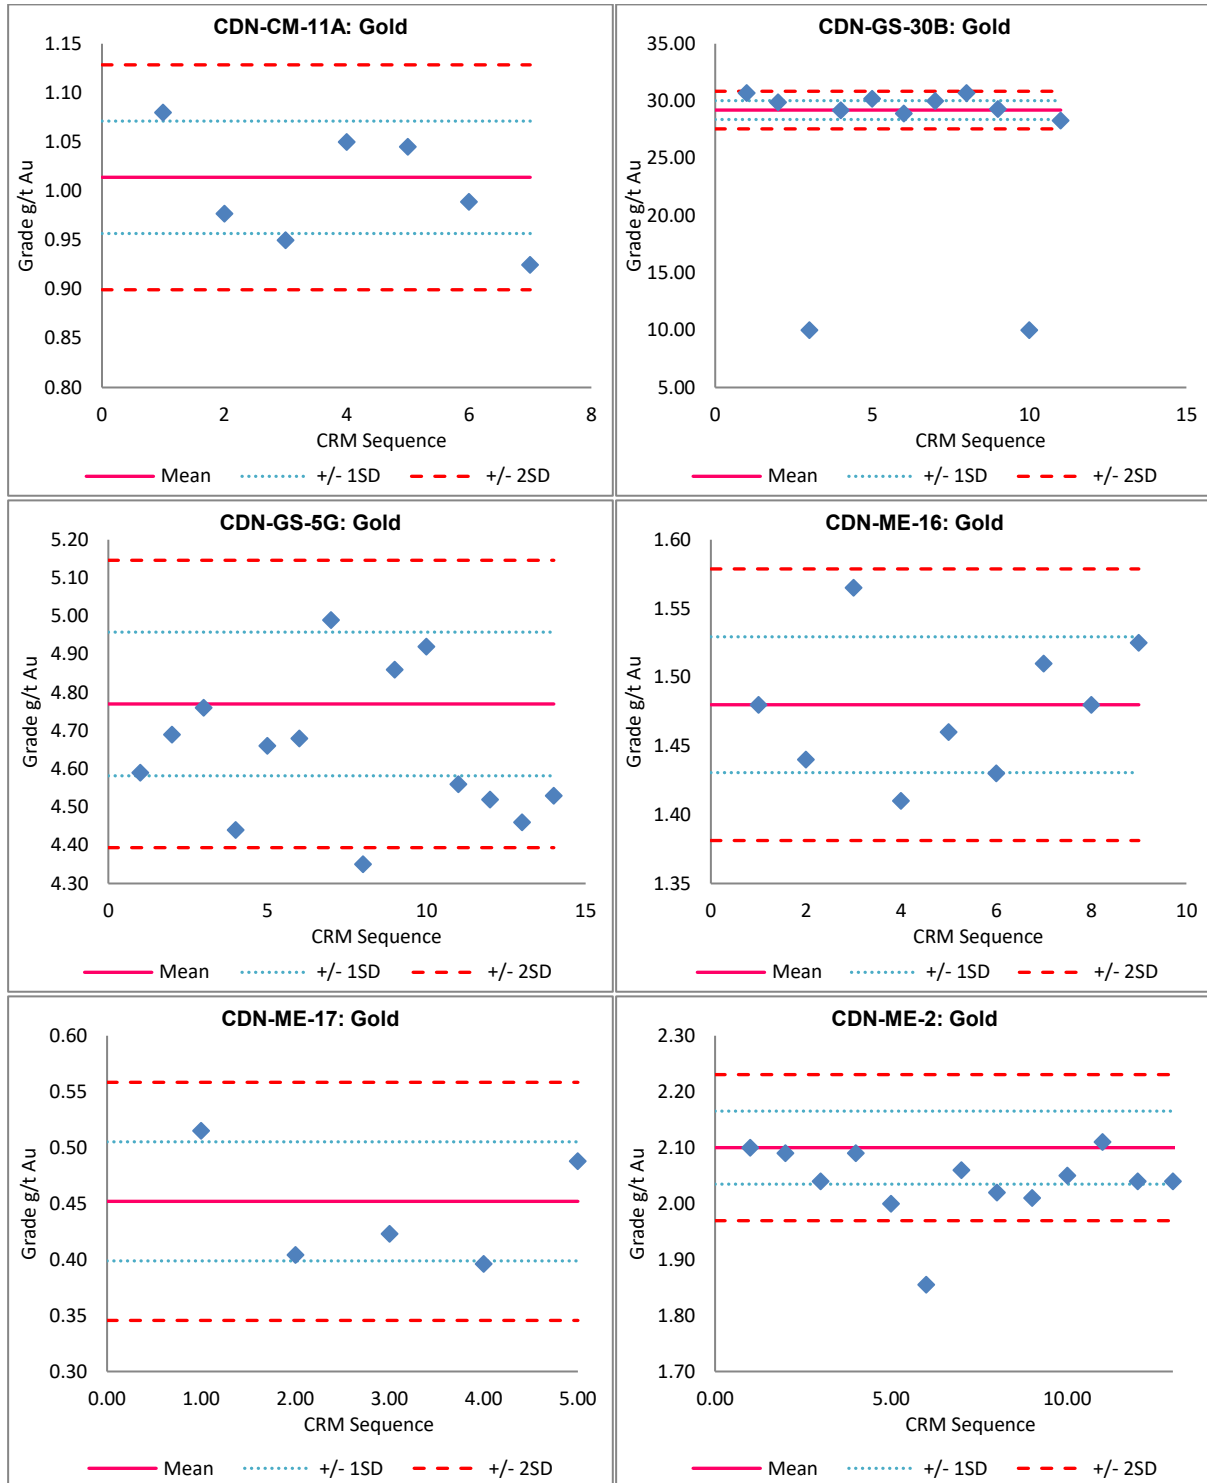 CDN-CM-11A: Gold
1.15
1.10
1.05
1.00
0.95
0.90
0.85
0.80
Grade g/t Au
0 2 4 6 8
CRM Sequence
Mean +/- 1SD +/- 2SD
CDN-GS-30B: Gold
35.00
30.00
25.00
20.00
15.00
10.00
5.00
Grade g/t Au
0 5 10 15
CRM Sequence
Mean +/- 1SD +/- 2SD
CDN-GS-5G: Gold
5.20
5.10
5.00
4.90
4.80
4.70
4.60
4.50
4.40
4.30
Grade g/t Au
0 5 10 15
CRM Sequence
Mean +/- 1SD +/- 2SD
CDN-ME-16: Gold
1.60
1.55
1.50
1.45
1.40
1.35
Grade g/t Au
0 2 4 6 8 10
CRM Sequence
Mean +/- 1SD +/- 2SD
CDN-ME-17: Gold
0.60
0.55
0.50
0.45
0.40
0.35
0.30
Grade g/t Au
0.00 1.00 2.00 3.00 4.00 5.00
CRM Sequence
Mean +/- 1SD +/- 2SD
CDN-ME-2: Gold
2.30
2.20
2.10
2.00
1.90
1.80
1.70
Grade g/t Au
0.00 5.00 10.00
CRM Sequence
Mean +/- 1SD +/- 2SD